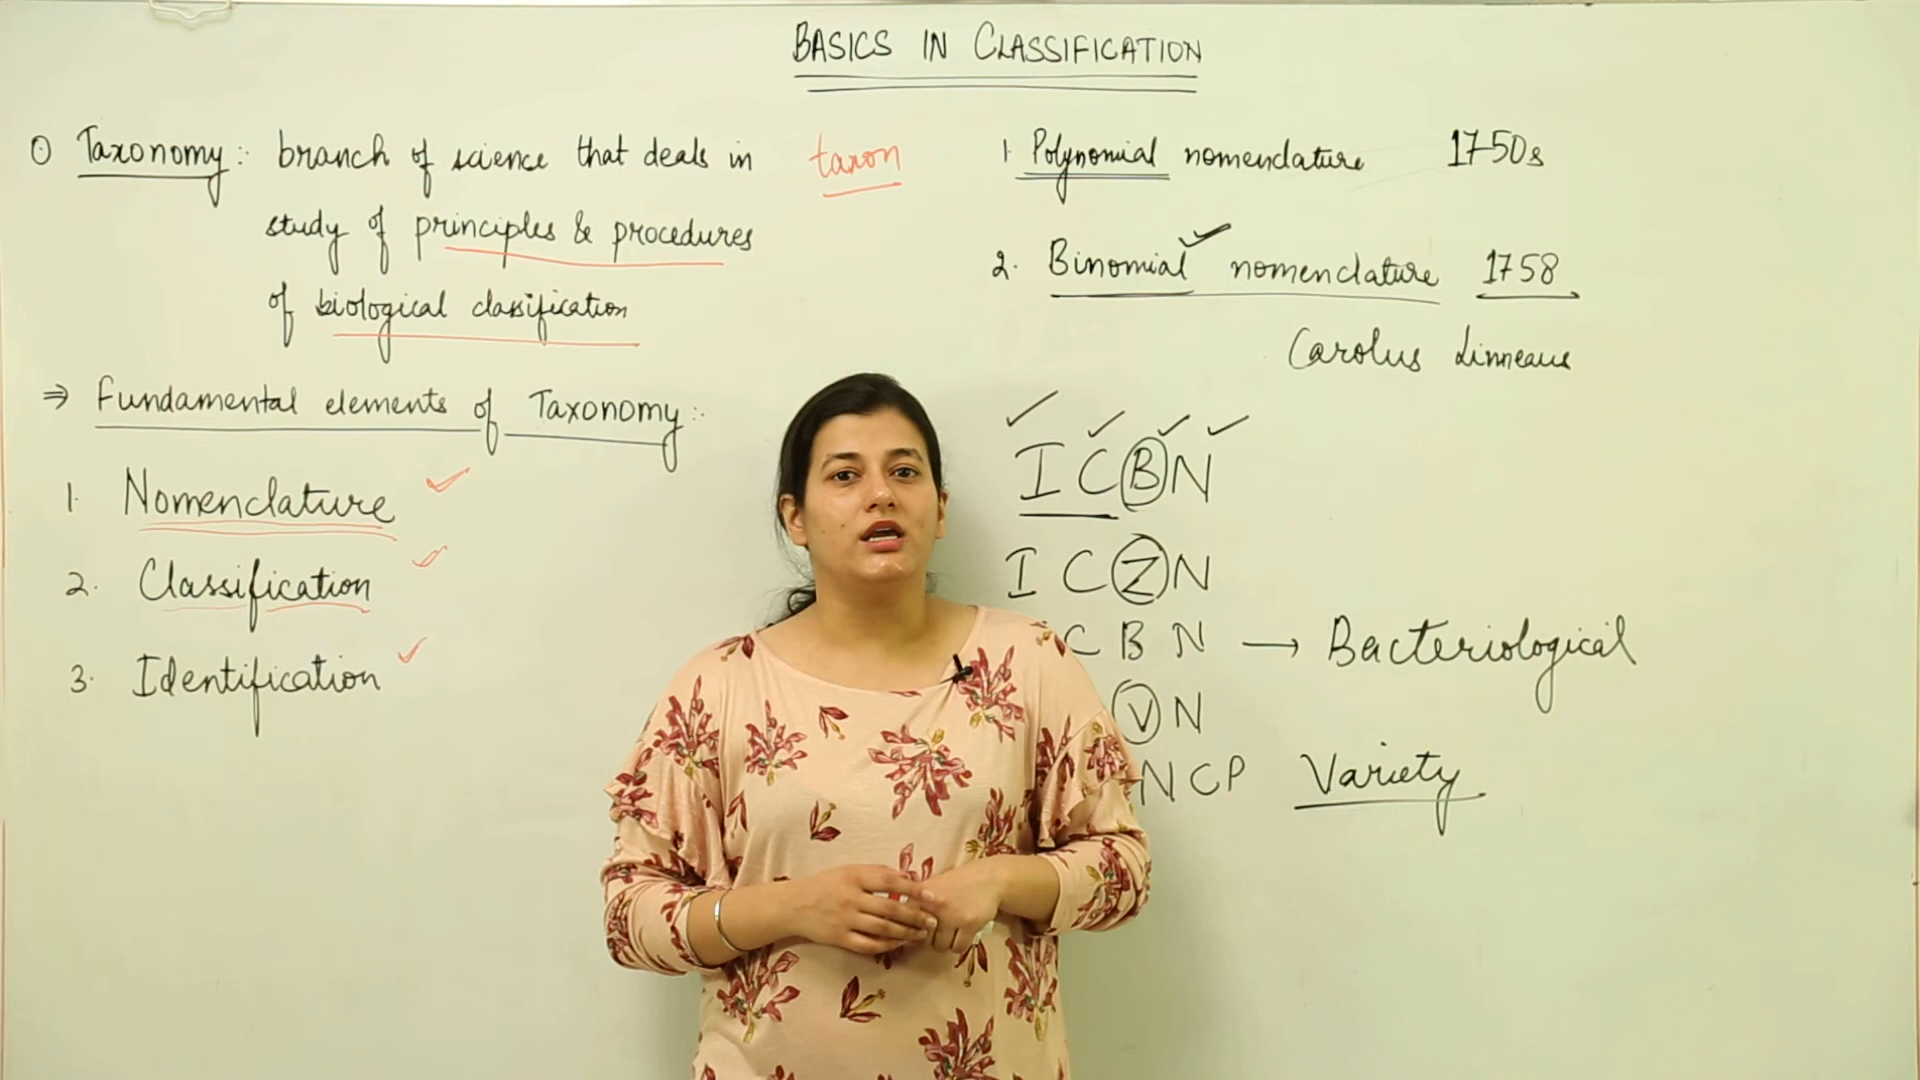 BASICS IN CLASSIFICATION
① Taxonomy: branch of science that deals in taxon
study of principles & procedures
of biological classification
⇒ Fundamental elements of Taxonomy:
1. Nomenclature ✓
2. Classification ✓
3. Identification ✓
1. Polynomial nomenclature 1750s
2. Binomial ✓ nomenclature 1758
Carolus Linneaus
ICBN
ICZN
CBN → Bacteriological
VN
NCP Variety